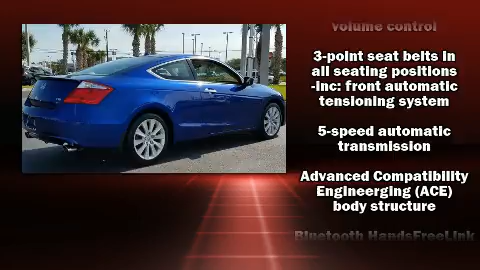 volume control
3-point seat belts in
all seating positions
-inc: front automatic
tensioning system
5-speed automatic
transmission
Advanced Compatibility
Engineerging (ACE)
body structure
Bluetooth HandsFreeLink